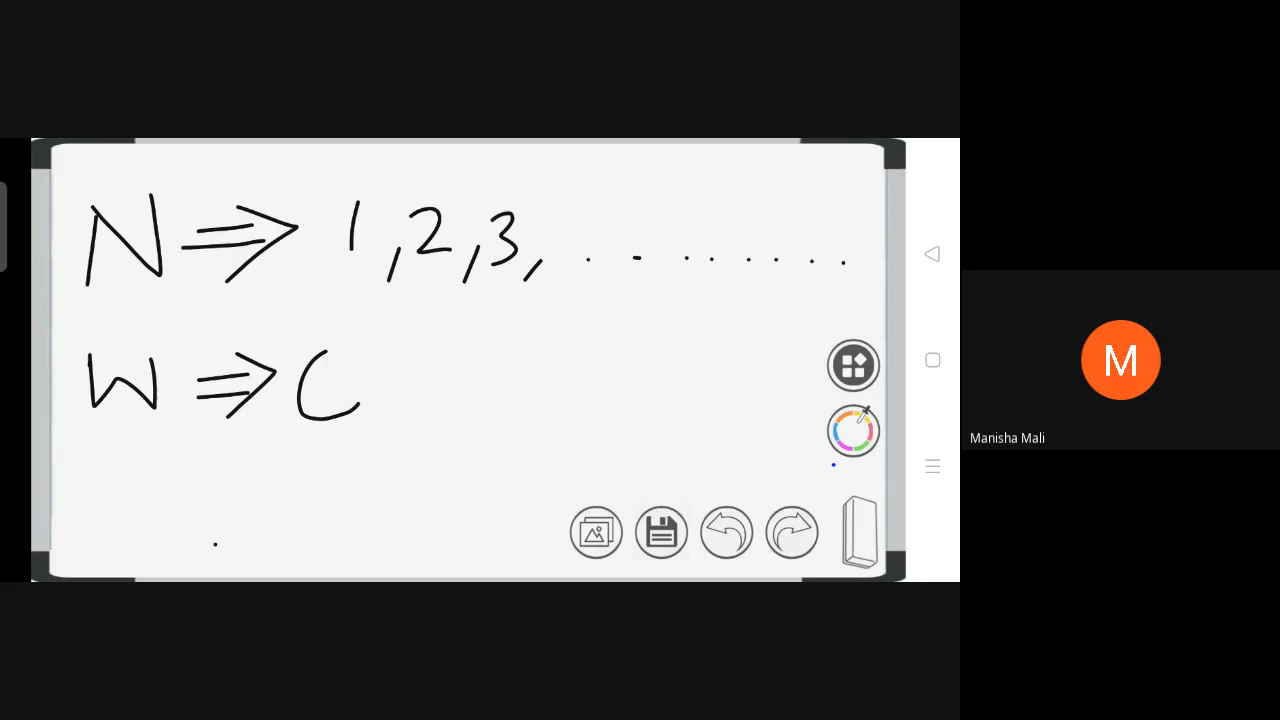 N ⇒ 1, 2, 3, . . . . . . . .
W ⇒ C
M
Manisha Mali